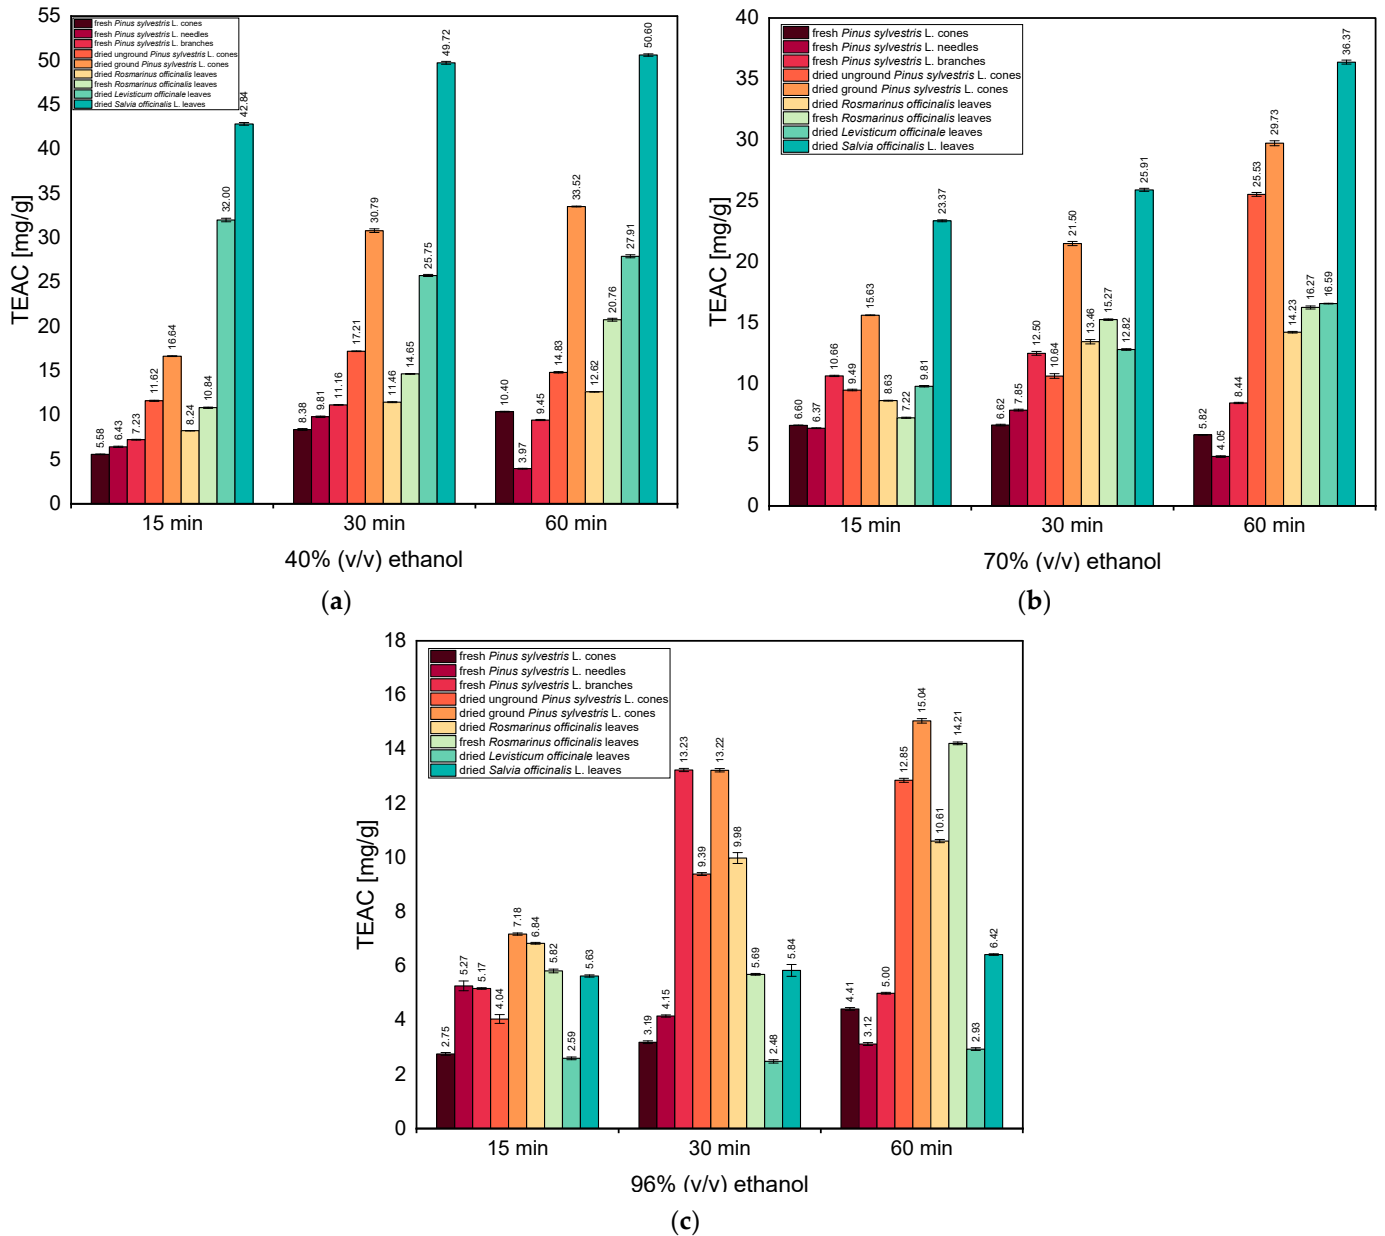 55
50
45
40
35
30
25
20
15
10
5
0
TEAC [mg/g]
fresh Pinus sylvestris L. cones
fresh Pinus sylvestris L. needles
fresh Pinus sylvestris L. branches
dried unground Pinus sylvestris L. cones
dried ground Pinus sylvestris L. cones
dried Rosmarinus officinalis leaves
fresh Rosmarinus officinalis leaves
dried Levisticum officinale leaves
dried Salvia officinalis L. leaves
5.58
6.43
7.23
11.62
16.64
8.24
10.84
32.00
42.84
8.38
9.81
11.16
17.21
30.79
11.46
14.65
25.75
49.72
10.40
3.97
9.45
14.83
33.52
12.62
20.76
27.91
50.60
15 min
30 min
60 min
40% (v/v) ethanol
(a)
40
35
30
25
20
15
10
5
0
TEAC [mg/g]
fresh Pinus sylvestris L. cones
fresh Pinus sylvestris L. needles
fresh Pinus sylvestris L. branches
dried unground Pinus sylvestris L. cones
dried ground Pinus sylvestris L. cones
dried Rosmarinus officinalis leaves
fresh Rosmarinus officinalis leaves
dried Levisticum officinale leaves
dried Salvia officinalis L. leaves
6.60
6.37
10.66
9.49
15.63
8.63
7.22
9.81
23.37
6.62
7.85
12.50
10.64
21.50
13.46
15.27
12.82
25.91
5.82
4.05
8.44
25.53
29.73
14.23
16.27
16.59
36.37
15 min
30 min
60 min
70% (v/v) ethanol
(b)
18
16
14
12
10
8
6
4
2
0
TEAC [mg/g]
fresh Pinus sylvestris L. cones
fresh Pinus sylvestris L. needles
fresh Pinus sylvestris L. branches
dried unground Pinus sylvestris L. cones
dried ground Pinus sylvestris L. cones
dried Rosmarinus officinalis leaves
fresh Rosmarinus officinalis leaves
dried Levisticum officinale leaves
dried Salvia officinalis L. leaves
2.75
5.27
5.17
4.04
7.18
6.84
5.82
2.59
5.63
3.19
4.15
13.23
9.39
13.22
9.98
5.69
2.48
5.84
4.41
3.12
5.00
12.85
15.04
10.61
14.21
2.93
6.42
15 min
30 min
60 min
96% (v/v) ethanol
(c)